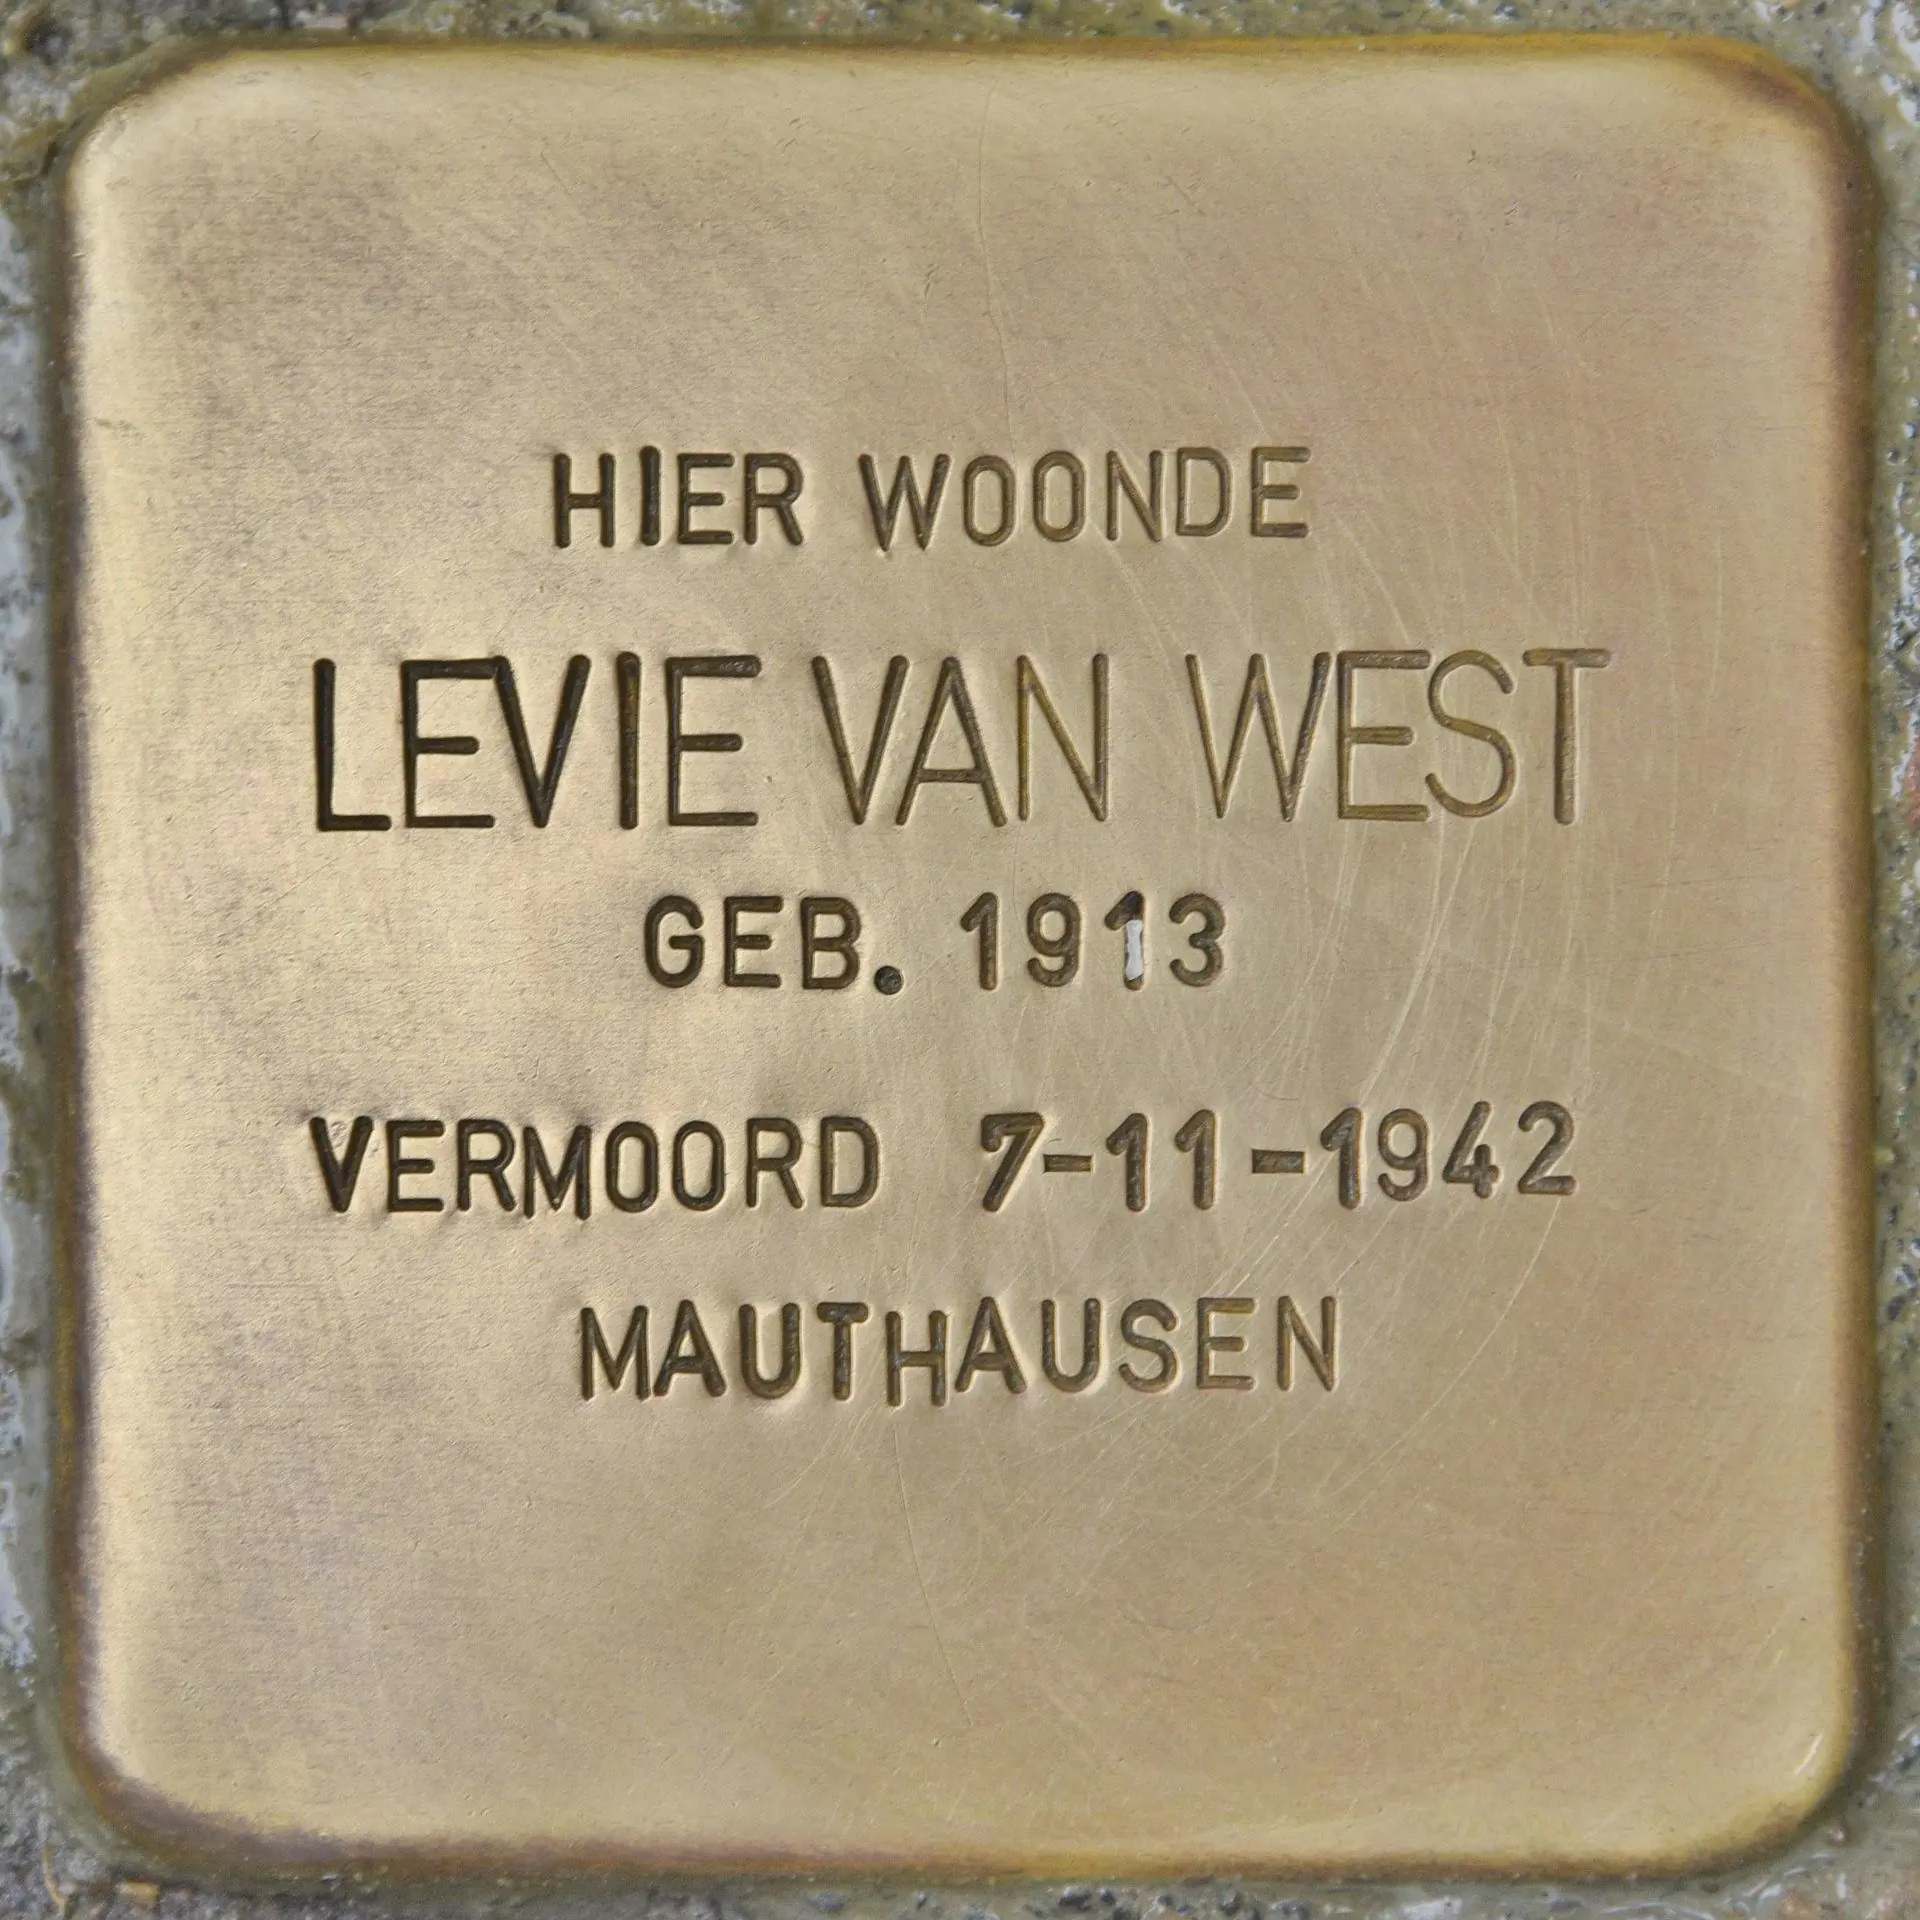 HIER WOONDE
LEVIE VAN WEST
GEB. 1913
VERMOORD 7-11-1942
MAUTHAUSEN